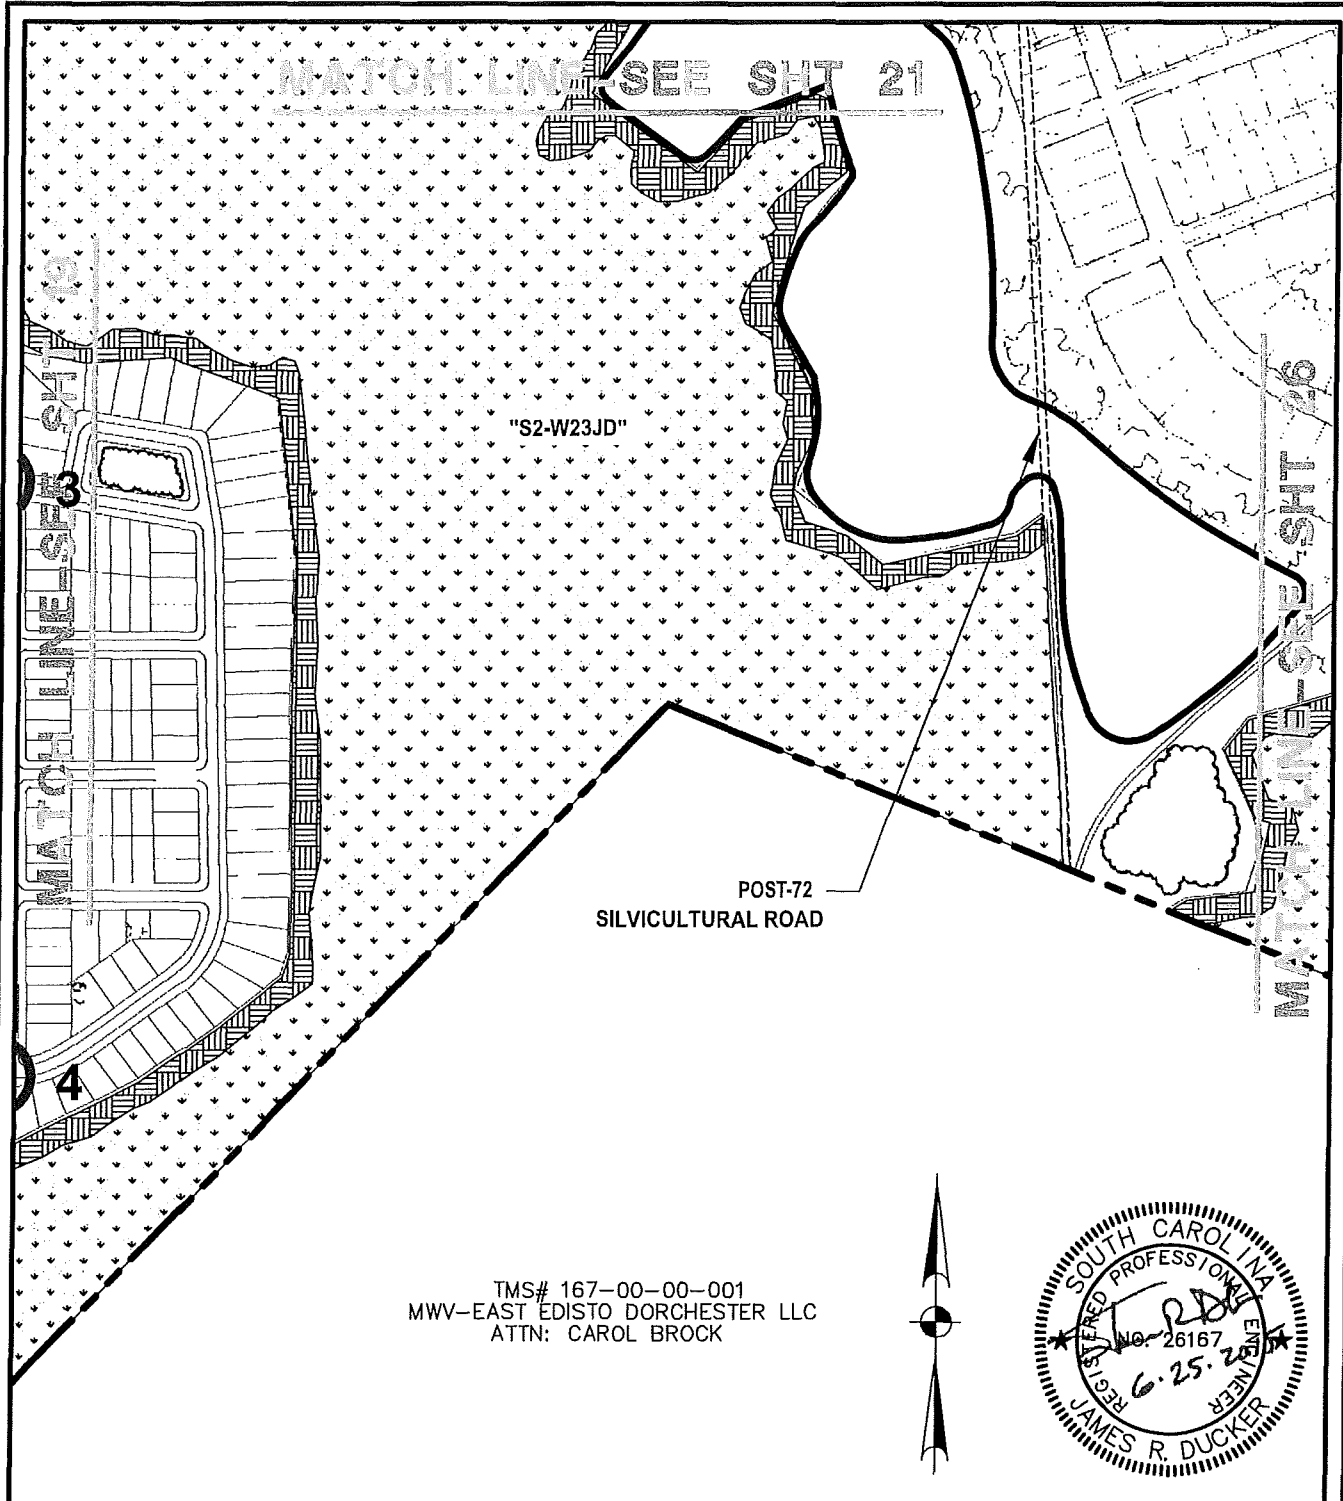 MATCH LINE-SEE SHT 21
MATCH LINE-SEE SHT 19
"S2-W23JD"
3
MATCH LINE-SEE SHT 26
POST-72
SILVICULTURAL ROAD
4
TMS# 167-00-00-001
MWV-EAST EDISTO DORCHESTER LLC
ATTN: CAROL BROCK
SOUTH CAROLINA
REGISTERED PROFESSIONAL ENGINEER
NO. 26167
JAMES R. DUCKER